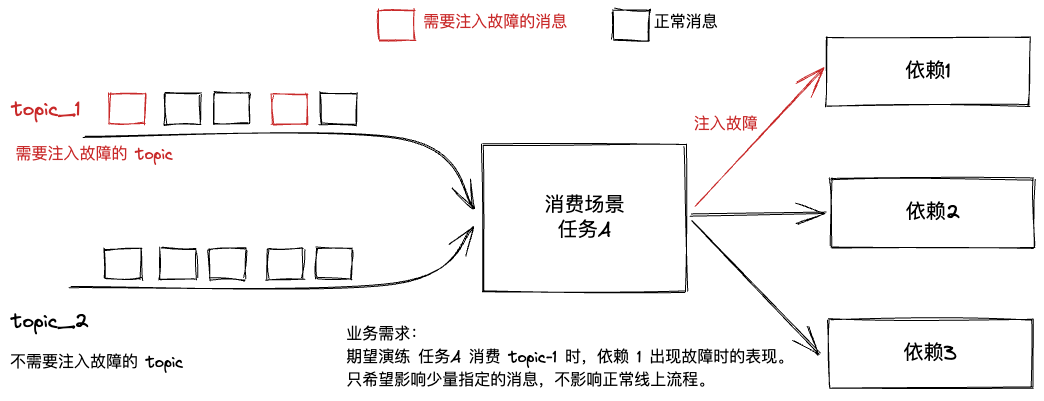 需要注入故障的消息
正常消息
topic_1
需要注入故障的 topic
消费场景
任务A
注入故障
依赖1
依赖2
依赖3
topic_2
不需要注入故障的 topic
业务需求：
期望演练 任务A 消费 topic-1 时，依赖 1 出现故障时的表现。
只希望影响少量指定的消息，不影响正常线上流程。